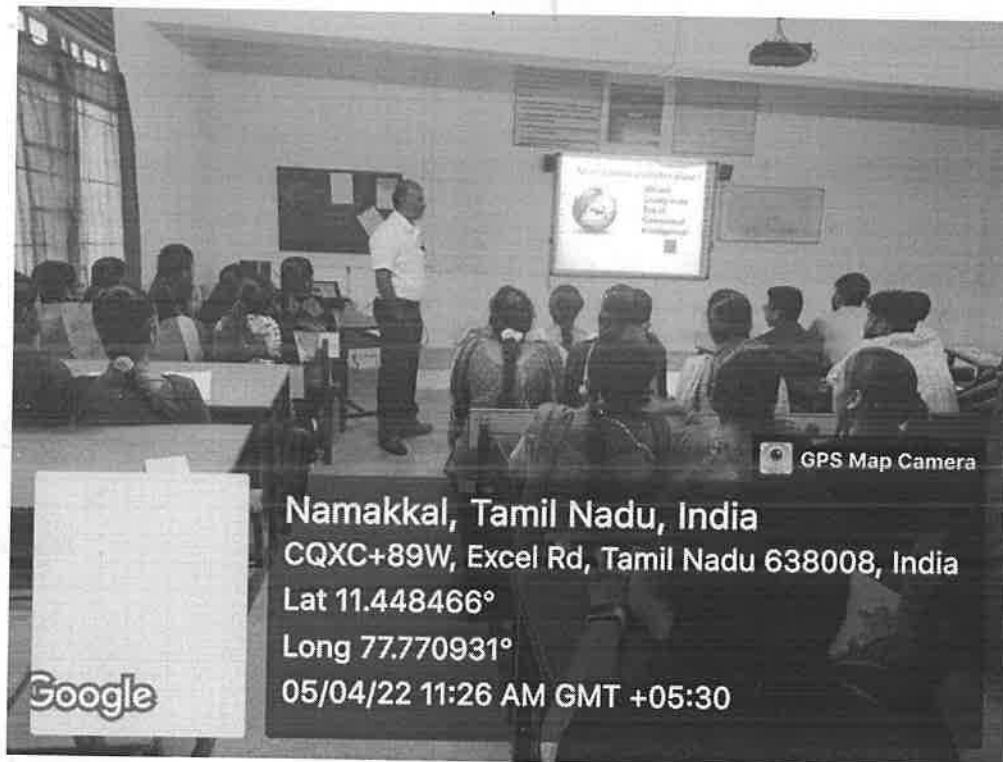 GPS Map Camera
Namakkal, Tamil Nadu, India
CQXC+89W, Excel Rd, Tamil Nadu 638008, India
Lat 11.448466°
Long 77.770931°
05/04/22 11:26 AM GMT +05:30
Google